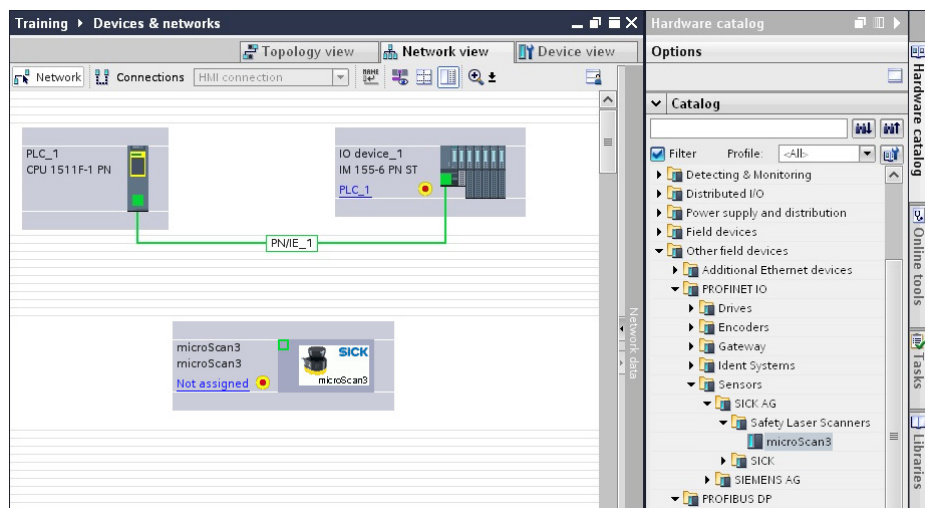 Training ▸ Devices & networks
Topology view
Network view
Device view
Network
Connections
HMI connection
PLC_1
CPU 1511F-1 PN
IO device_1
IM 155-6 PN ST
PLC_1
PN/IE_1
microScan3
microScan3
Not assigned
SICK
microScan3
Network data
Hardware catalog
Options
Catalog
Filter
Profile:
<All>
Detecting & Monitoring
Distributed I/O
Power supply and distribution
Field devices
Other field devices
Additional Ethernet devices
PROFINET IO
Drives
Encoders
Gateway
Ident Systems
Sensors
SICK AG
Safety Laser Scanners
microScan3
SICK
SIEMENS AG
PROFIBUS DP
Hardware catalog
Online tools
Tasks
Libraries